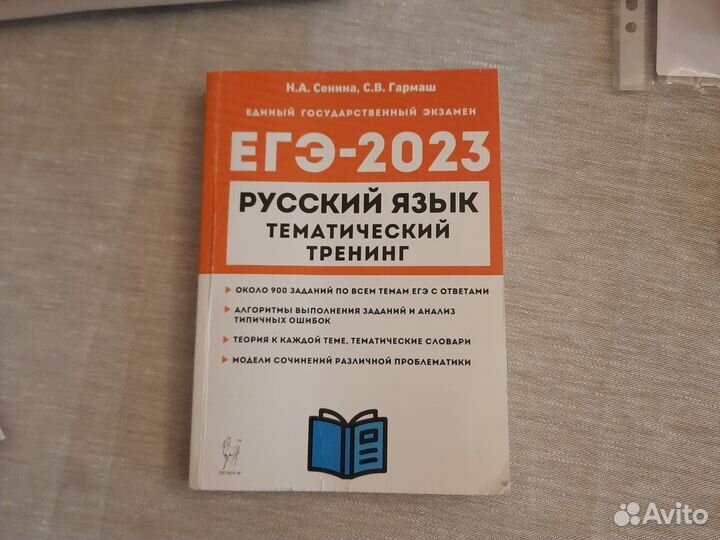 Н.А. Сенина, С.В. Гармаш
ЕДИНЫЙ ГОСУДАРСТВЕННЫЙ ЭКЗАМЕН
ЕГЭ-2023
РУССКИЙ ЯЗЫК
ТЕМАТИЧЕСКИЙ
ТРЕНИНГ
ОКОЛО 900 ЗАДАНИЙ ПО ВСЕМ ТЕМАМ ЕГЭ С ОТВЕТАМИ
АЛГОРИТМЫ ВЫПОЛНЕНИЯ ЗАДАНИЙ И АНАЛИЗ
ТИПИЧНЫХ ОШИБОК
ТЕОРИЯ К КАЖДОЙ ТЕМЕ, ТЕМАТИЧЕСКИЕ СЛОВАРИ
МОДЕЛИ СОЧИНЕНИЙ РАЗЛИЧНОЙ ПРОБЛЕМАТИКИ
ЛЕГИОН-М
Avito